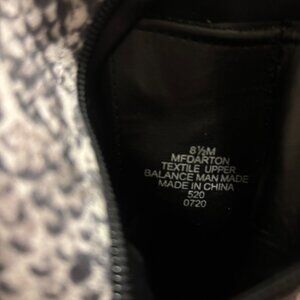 8½M
MFDARTON
TEXTILE UPPER
BALANCE MAN MADE
MADE IN CHINA
520
0720